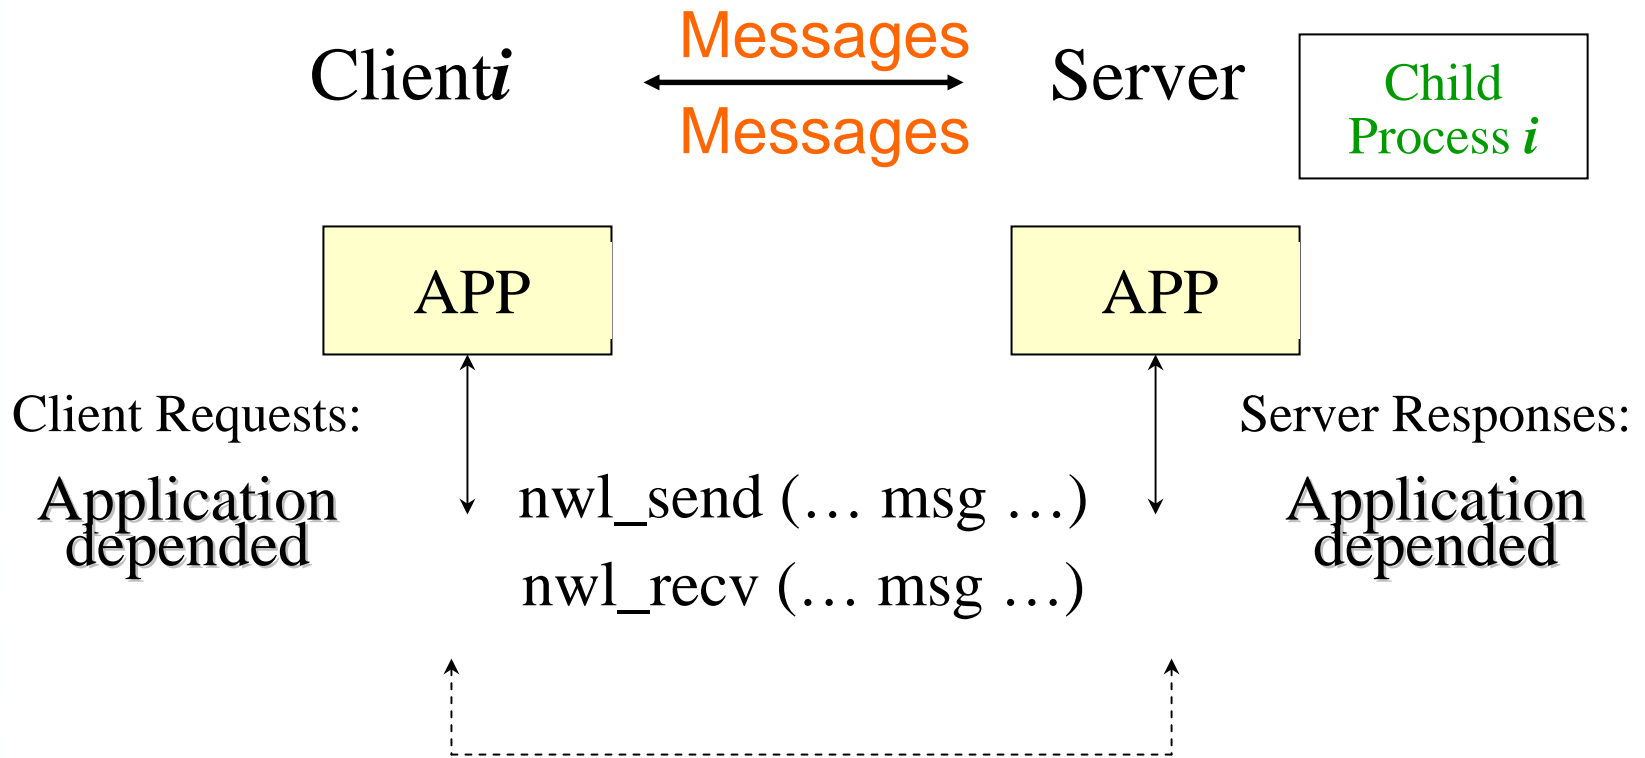 Messages
Clienti
Server
Child
Process i
Messages
APP
APP
Client Requests:
Server Responses:
Application
depended
nwl_send (… msg …)
Application
depended
nwl_recv (… msg …)